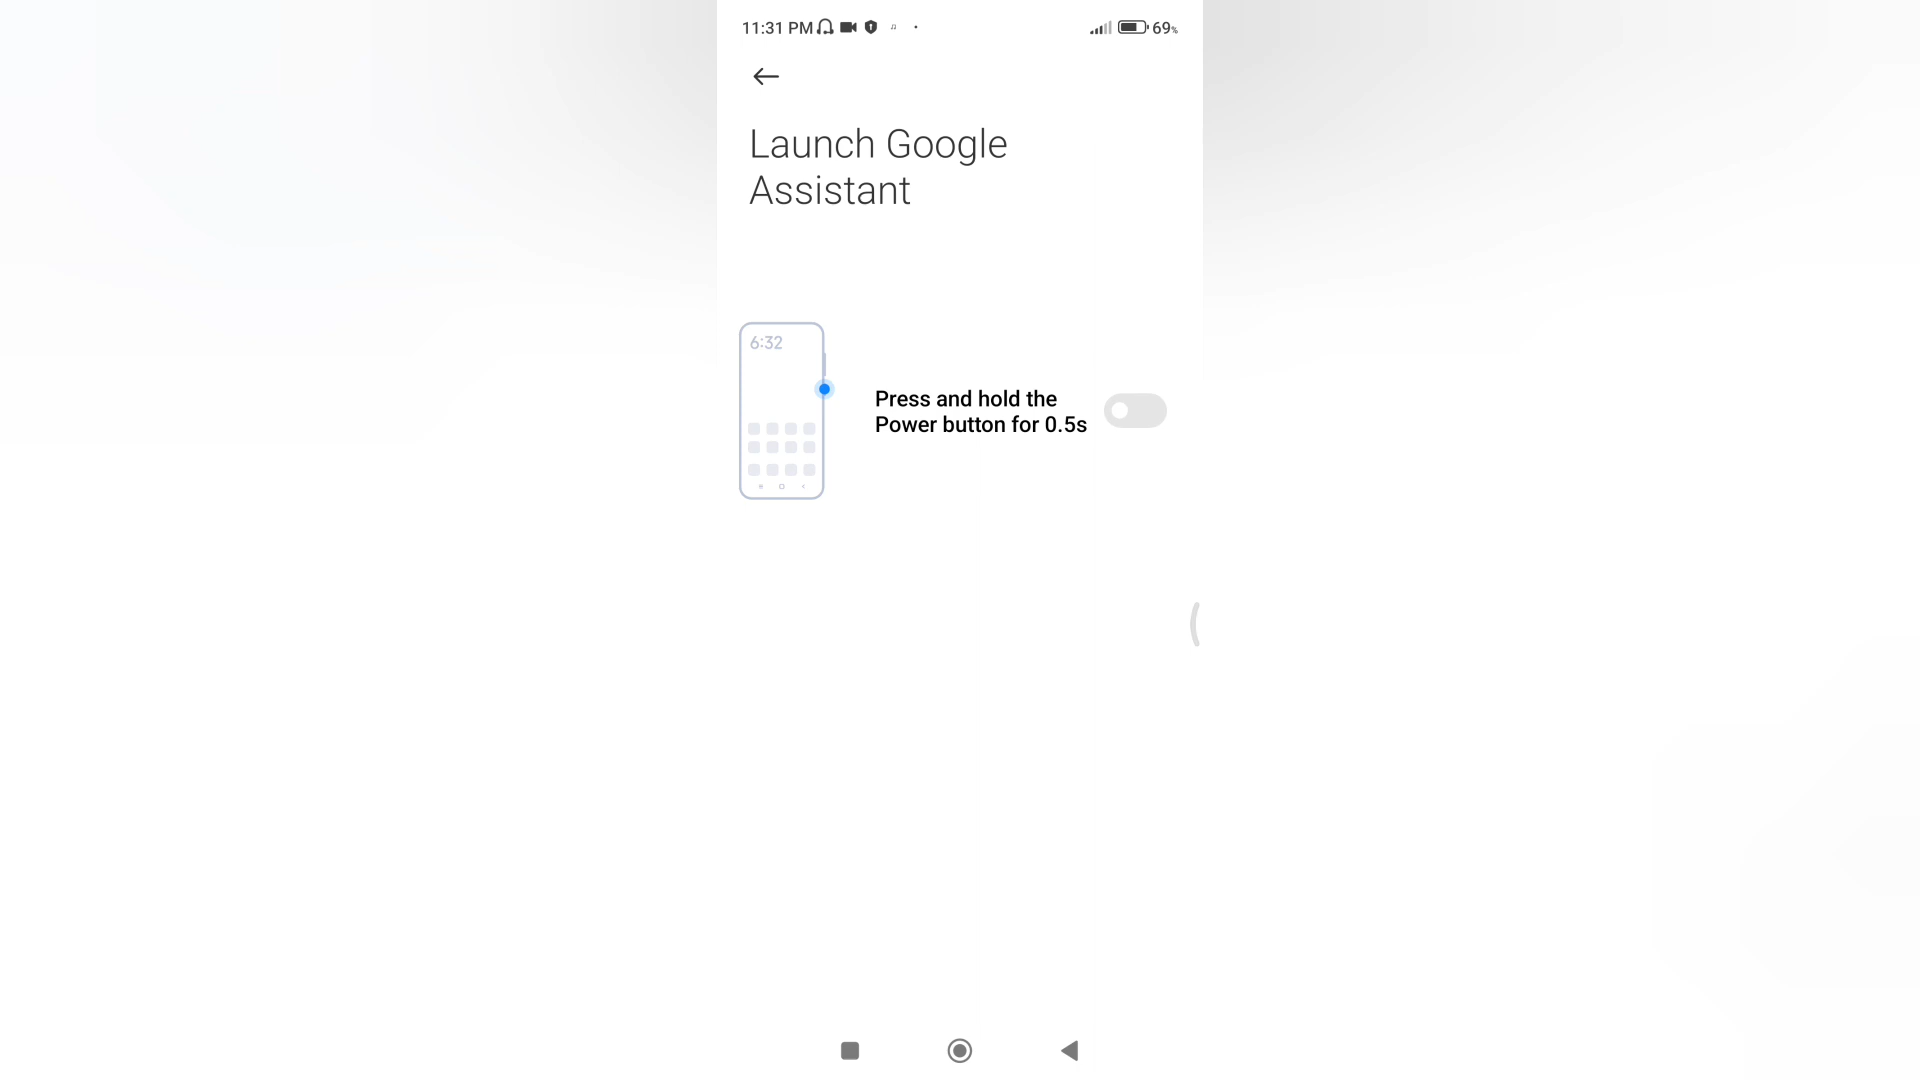 11:31 PM
69%
Launch Google
Assistant
6:32
Press and hold the
Power button for 0.5s